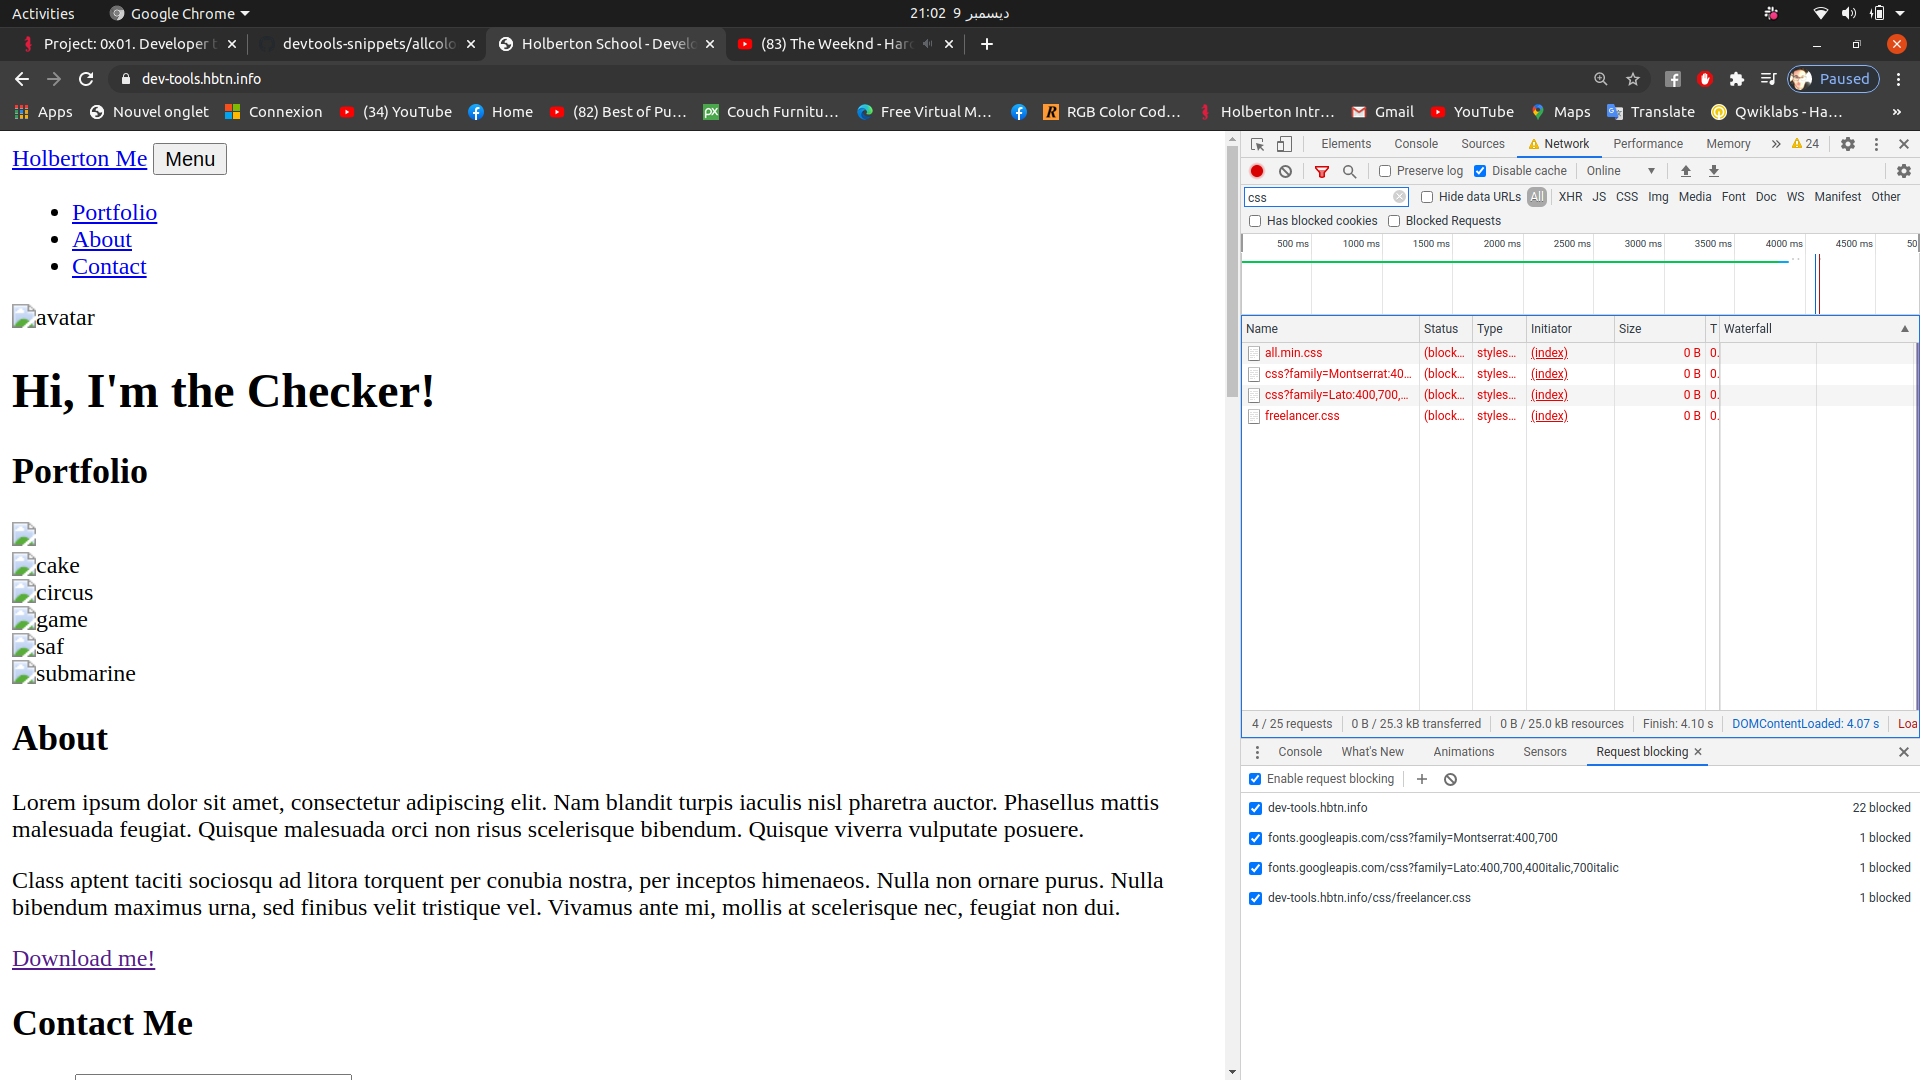 Activities
Google Chrome
21:02 9 ديسمبر
Project: 0x01. Developer t
devtools-snippets/allcolo
Holberton School - Develo
(83) The Weeknd - Har
dev-tools.hbtn.info
Paused
Apps
Nouvel onglet
Connexion
(34) YouTube
Home
(82) Best of Pu...
Couch Furnitu...
Free Virtual M...
RGB Color Cod...
Holberton Intr...
Gmail
YouTube
Maps
Translate
Qwiklabs - Ha...
»
Holberton Me Menu
Portfolio
About
Contact
avatar
Hi, I'm the Checker!
Portfolio
cake
circus
game
saf
submarine
About
Lorem ipsum dolor sit amet, consectetur adipiscing elit. Nam blandit turpis iaculis nisl pharetra auctor. Phasellus mattis
malesuada feugiat. Quisque malesuada orci non risus scelerisque bibendum. Quisque viverra vulputate posuere.
Class aptent taciti sociosqu ad litora torquent per conubia nostra, per inceptos himenaeos. Nulla non ornare purus. Nulla
bibendum maximus urna, sed finibus velit tristique vel. Vivamus ante mi, mollis at scelerisque nec, feugiat non dui.
Download me!
Contact Me
Elements Console Sources Network Performance Memory » 24
Preserve log Disable cache Online
css Hide data URLs All XHR JS CSS Img Media Font Doc WS Manifest Other
Has blocked cookies Blocked Requests
500 ms 1000 ms 1500 ms 2000 ms 2500 ms 3000 ms 3500 ms 4000 ms 4500 ms 50
Name Status Type Initiator Size T Waterfall
all.min.css (block... styles... (index) 0 B 0.
css?family=Montserrat:40... (block... styles... (index) 0 B 0.
css?family=Lato:400,700,... (block... styles... (index) 0 B 0.
freelancer.css (block... styles... (index) 0 B 0.
4 / 25 requests 0 B / 25.3 kB transferred 0 B / 25.0 kB resources Finish: 4.10 s DOMContentLoaded: 4.07 s Loa
Console What's New Animations Sensors Request blocking
Enable request blocking
dev-tools.hbtn.info 22 blocked
fonts.googleapis.com/css?family=Montserrat:400,700 1 blocked
fonts.googleapis.com/css?family=Lato:400,700,400italic,700italic 1 blocked
dev-tools.hbtn.info/css/freelancer.css 1 blocked